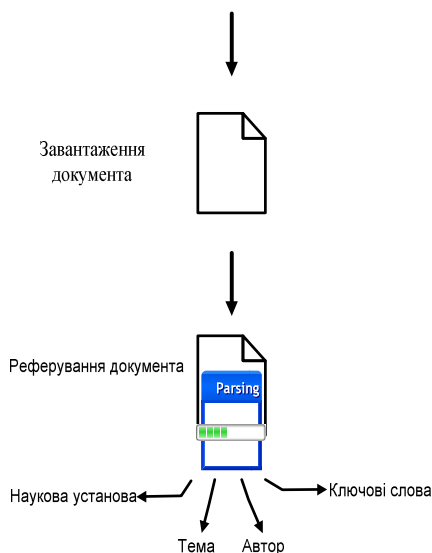 Завантаження
документа
Реферування документа
Parsing
Наукова установа
Ключові слова
Тема
Автор